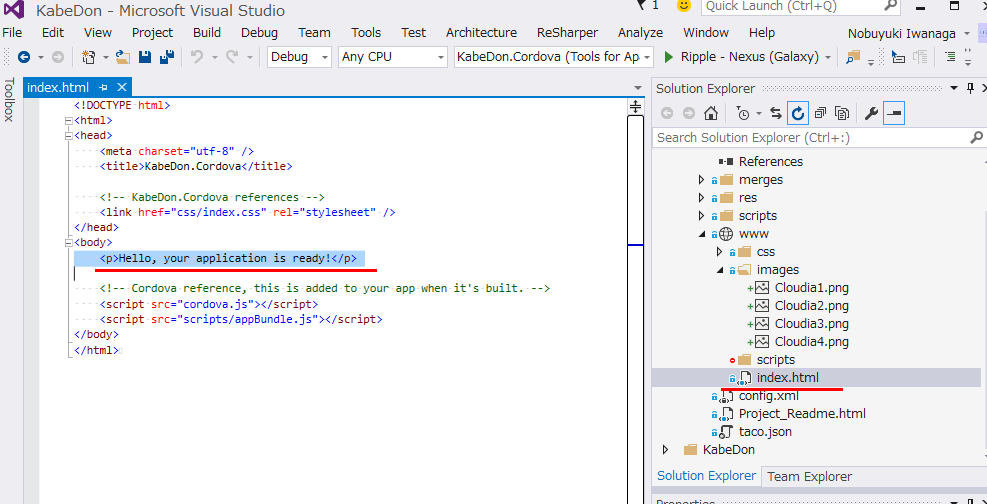 KabeDon - Microsoft Visual Studio
1
Quick Launch (Ctrl+Q)
File Edit View Project Build Debug Team Tools Test Architecture ReSharper Analyze Window Help Nobuyuki Iwanaga
Debug Any CPU KabeDon.Cordova (Tools for Apa Ripple - Nexus (Galaxy)
Toolbox
index.html
<!DOCTYPE html>
<html>
<head>
<meta charset="utf-8" />
<title>KabeDon.Cordova</title>
<!-- KabeDon.Cordova references -->
<link href="css/index.css" rel="stylesheet" />
</head>
<body>
<p>Hello, your application is ready!</p>
<!-- Cordova reference, this is added to your app when it's built. -->
<script src="cordova.js"></script>
<script src="scripts/appBundle.js"></script>
</body>
</html>
Solution Explorer
Search Solution Explorer (Ctrl+:)
References
merges
res
scripts
www
css
images
Cloudia1.png
Cloudia2.png
Cloudia3.png
Cloudia4.png
scripts
index.html
config.xml
Project_Readme.html
taco.json
KabeDon
Solution Explorer Team Explorer
Properties